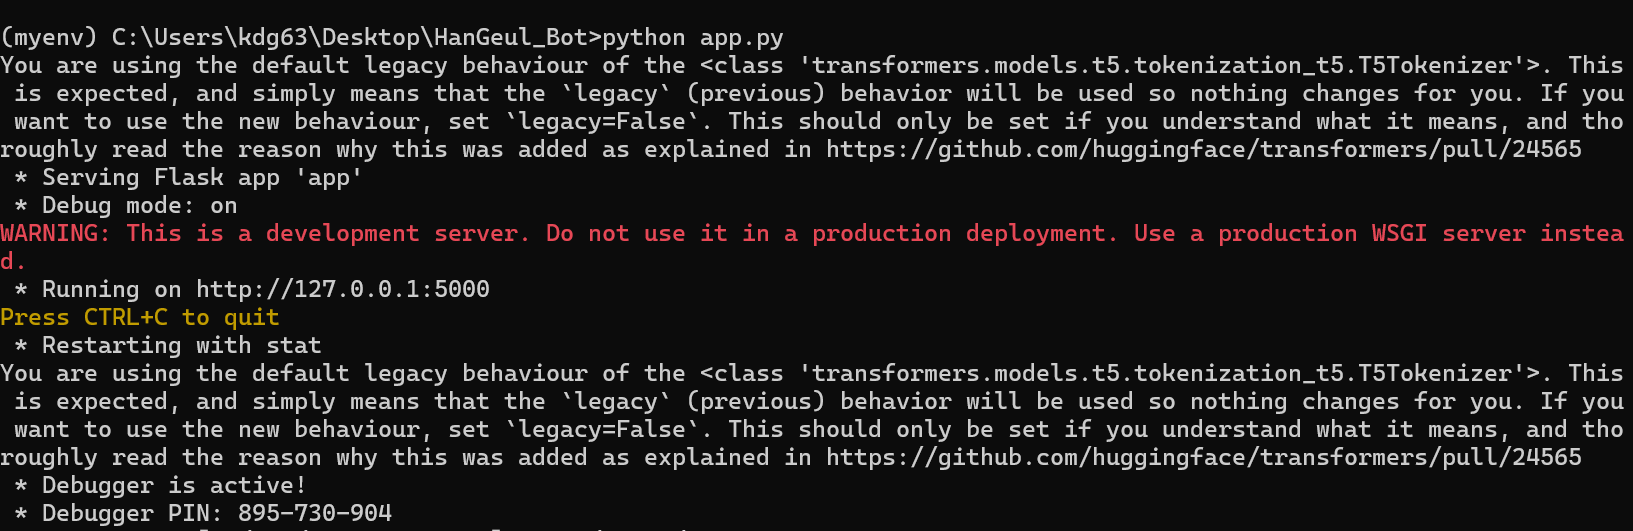 (myenv) C:\Users\kdg63\Desktop\HanGeul_Bot>python app.py
You are using the default legacy behaviour of the <class 'transformers.models.t5.tokenization_t5.T5Tokenizer'>. This
 is expected, and simply means that the `legacy` (previous) behavior will be used so nothing changes for you. If you
 want to use the new behaviour, set `legacy=False`. This should only be set if you understand what it means, and tho
roughly read the reason why this was added as explained in https://github.com/huggingface/transformers/pull/24565
 * Serving Flask app 'app'
 * Debug mode: on
WARNING: This is a development server. Do not use it in a production deployment. Use a production WSGI server instea
d.
 * Running on http://127.0.0.1:5000
Press CTRL+C to quit
 * Restarting with stat
You are using the default legacy behaviour of the <class 'transformers.models.t5.tokenization_t5.T5Tokenizer'>. This
 is expected, and simply means that the `legacy` (previous) behavior will be used so nothing changes for you. If you
 want to use the new behaviour, set `legacy=False`. This should only be set if you understand what it means, and tho
roughly read the reason why this was added as explained in https://github.com/huggingface/transformers/pull/24565
 * Debugger is active!
 * Debugger PIN: 895-730-904